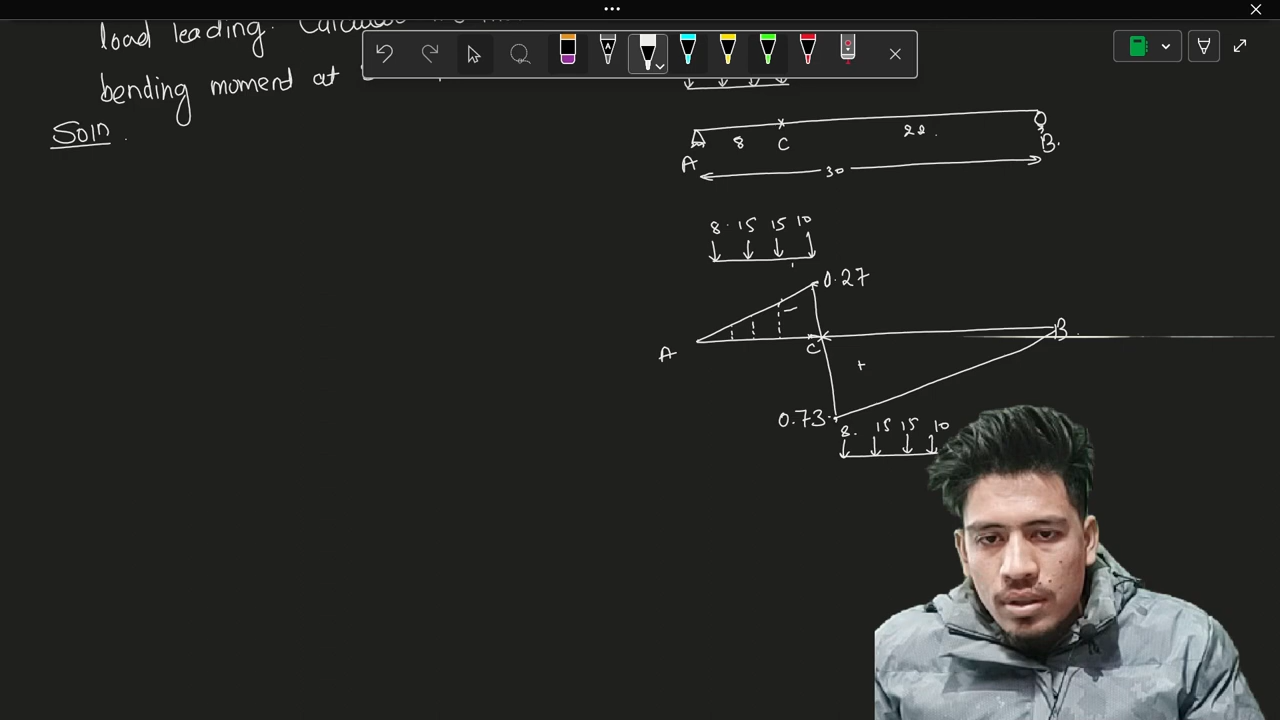 load leading. Calculate
bending moment at
Soln.
8 C 22.
A B.
30
8 15 15 10
0.27
A C B
+
0.73
8. 15 15 10